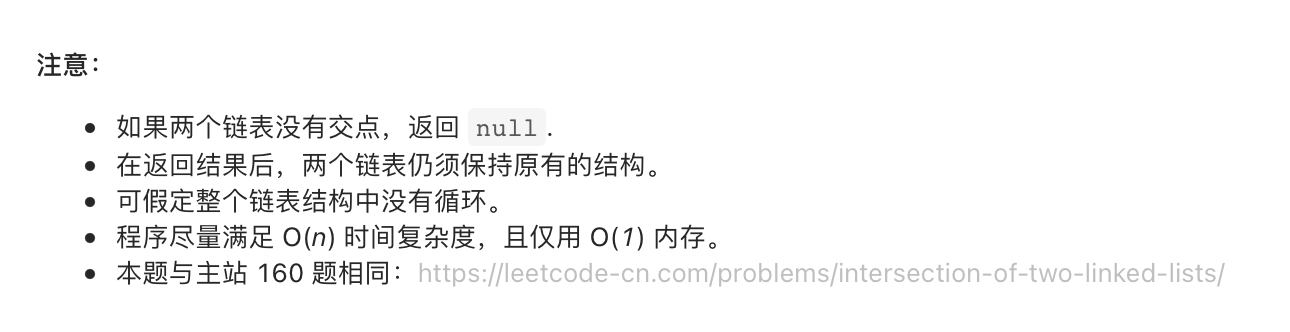 注意：
如果两个链表没有交点，返回 null .
在返回结果后，两个链表仍须保持原有的结构。
可假定整个链表结构中没有循环。
程序尽量满足 O(n) 时间复杂度，且仅用 O(1) 内存。
本题与主站 160 题相同：https://leetcode-cn.com/problems/intersection-of-two-linked-lists/